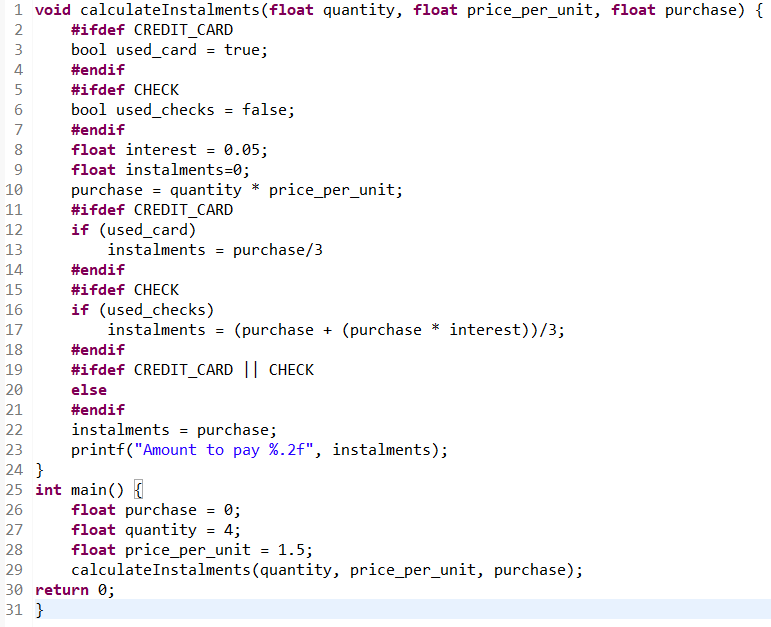 1 void calculateInstalments(float quantity, float price_per_unit, float purchase) {
2 #ifdef CREDIT_CARD
3 bool used_card = true;
4 #endif
5 #ifdef CHECK
6 bool used_checks = false;
7 #endif
8 float interest = 0.05;
9 float instalments=0;
10 purchase = quantity * price_per_unit;
11 #ifdef CREDIT_CARD
12 if (used_card)
13 instalments = purchase/3
14 #endif
15 #ifdef CHECK
16 if (used_checks)
17 instalments = (purchase + (purchase * interest))/3;
18 #endif
19 #ifdef CREDIT_CARD || CHECK
20 else
21 #endif
22 instalments = purchase;
23 printf("Amount to pay %.2f", instalments);
24 }
25 int main() {
26 float purchase = 0;
27 float quantity = 4;
28 float price_per_unit = 1.5;
29 calculateInstalments(quantity, price_per_unit, purchase);
30 return 0;
31 }